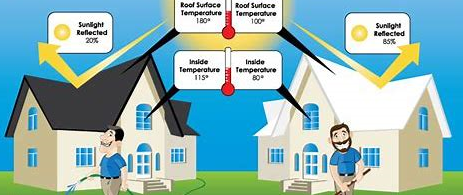 Roof Surface
Temperature
180°
Roof Surface
Temperature
100°
Sunlight
Reflected
20%
Sunlight
Reflected
85%
Inside
Temperature
115°
Inside
Temperature
80°